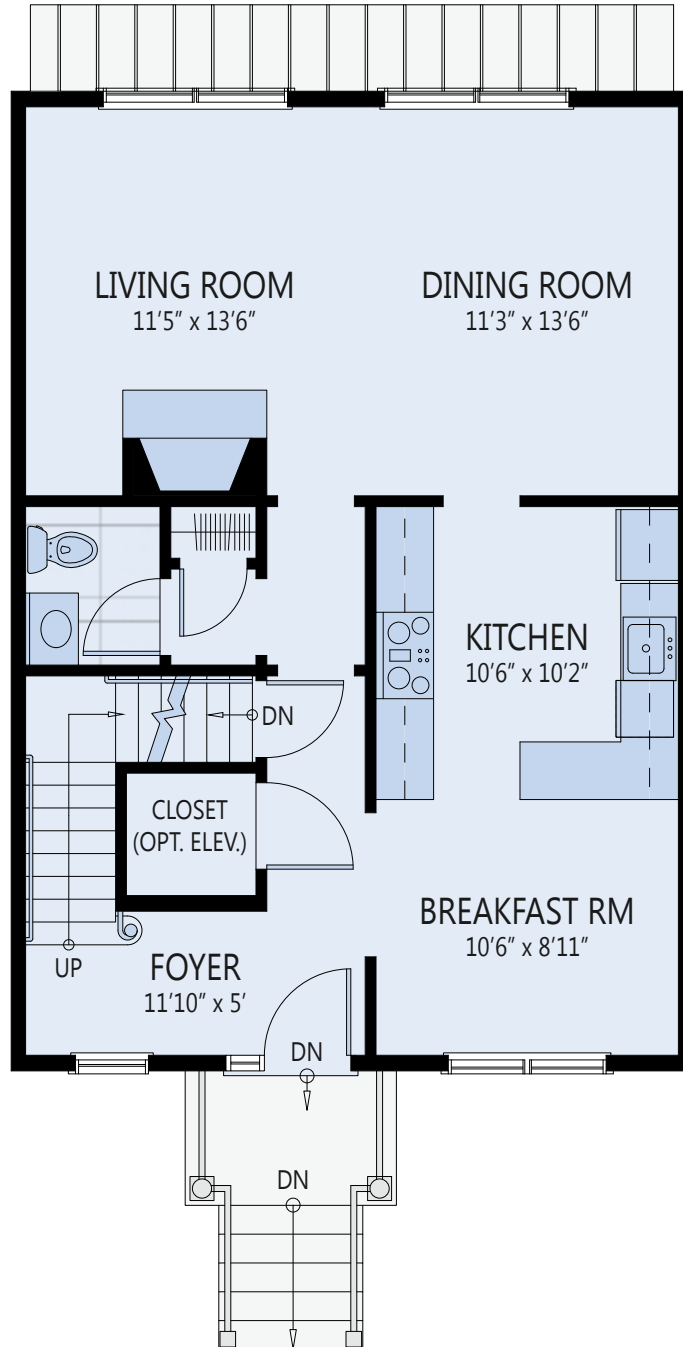 LIVING ROOM
11'5” x 13'6”
DINING ROOM
11'3” x 13'6”
KITCHEN
10'6” x 10'2”
DN
CLOSET
(OPT. ELEV.)
BREAKFAST RM
10'6” x 8'11”
UP
FOYER
11'10” x 5'
DN
DN